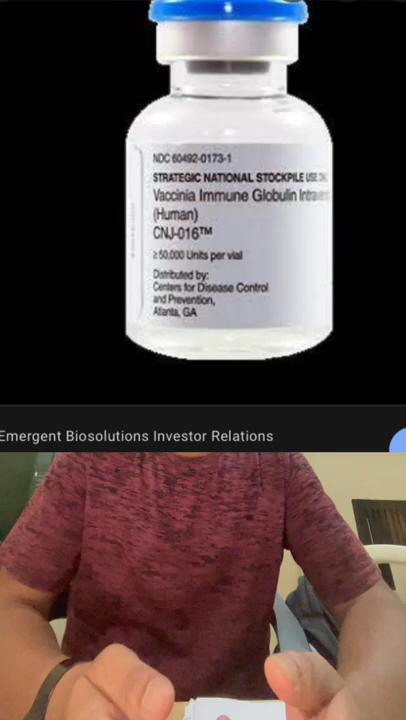 NDC 60492-0173-1
STRATEGIC NATIONAL STOCKPILE USE
Vaccinia Immune Globulin
(Human)
CNJ-016™
≥50,000 Units per vial
Distributed by:
Centers for Disease Control
and Prevention,
Atlanta, GA
Emergent Biosolutions Investor Relations